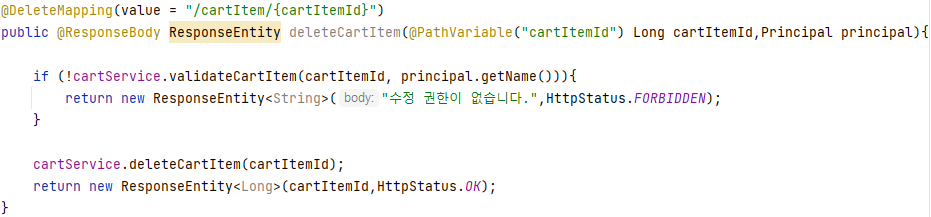 @DeleteMapping(value = "/cartItem/{cartItemId}")
public @ResponseBody ResponseEntity deleteCartItem(@PathVariable("cartItemId") Long cartItemId,Principal principal){
if (!cartService.validateCartItem(cartItemId, principal.getName())){
return new ResponseEntity<String>( body: "수정 권한이 없습니다.",HttpStatus.FORBIDDEN);
}
cartService.deleteCartItem(cartItemId);
return new ResponseEntity<Long>(cartItemId,HttpStatus.OK);
}